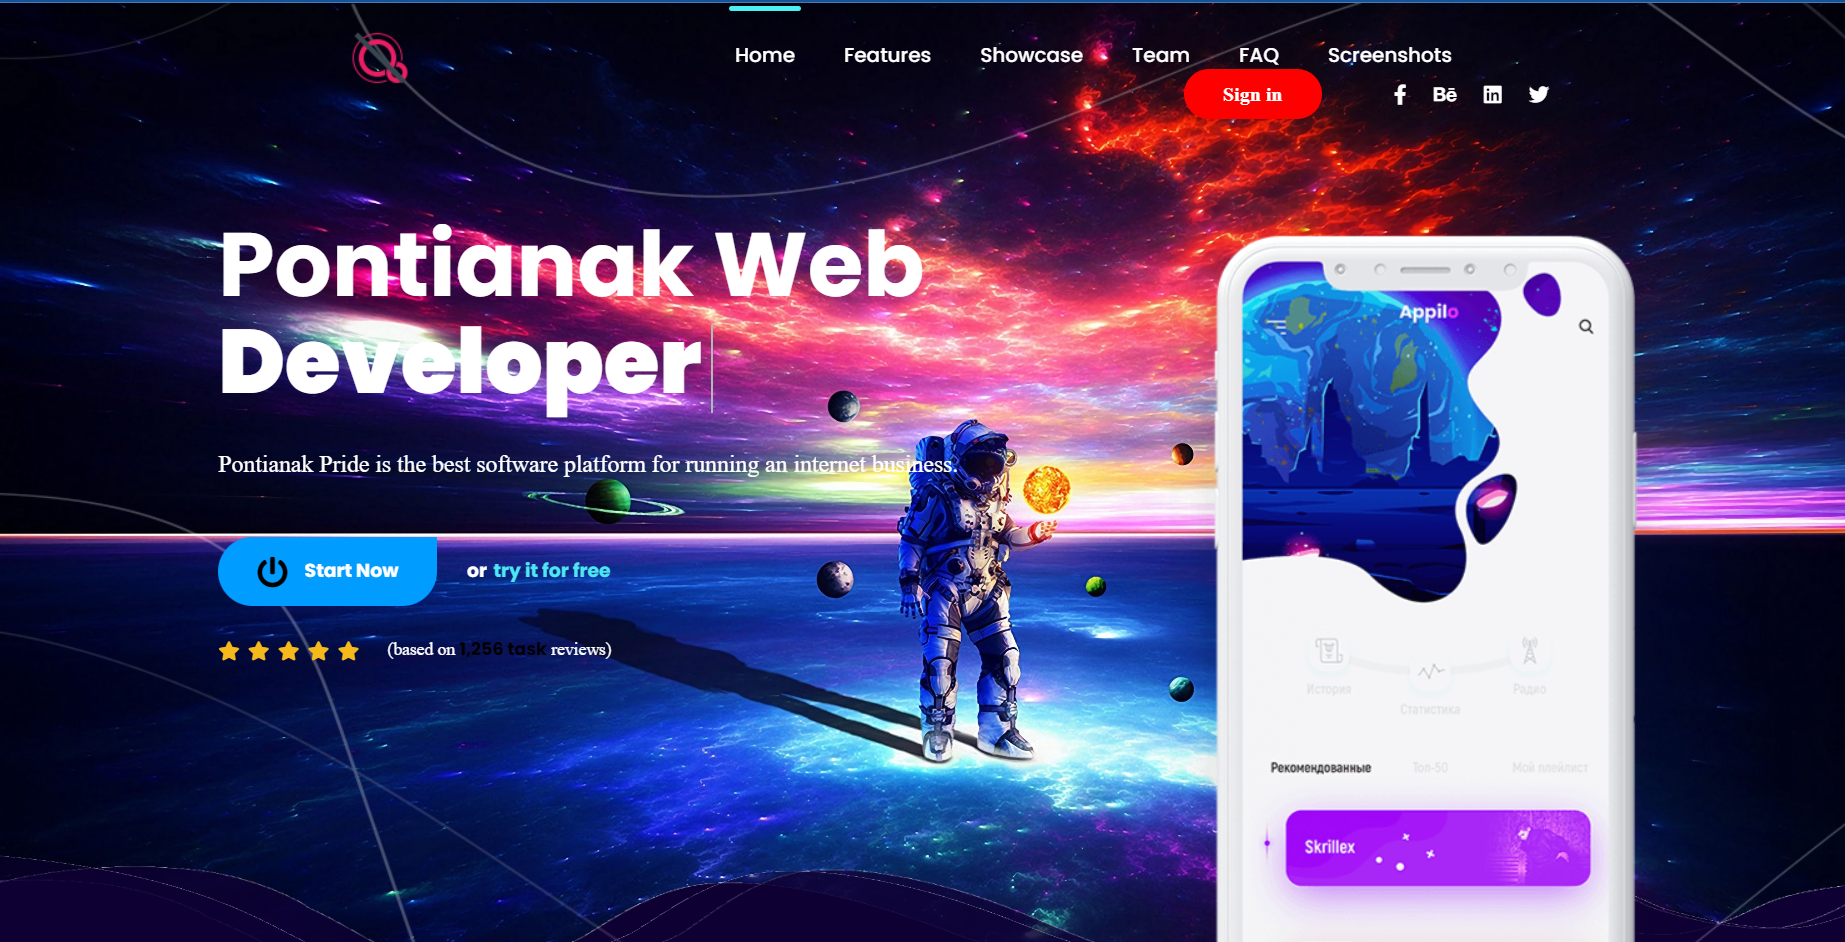 Home Features Showcase Team FAQ Screenshots
Sign in Bē in
Pontianak Web
Developer
Pontianak Pride is the best software platform for running an internet business.
Start Now or try it for free
(based on 1,256 task reviews)
Appilo
История
Статистика
Радио
Рекомендованные Топ-50 Мой плейлист
Skrillex